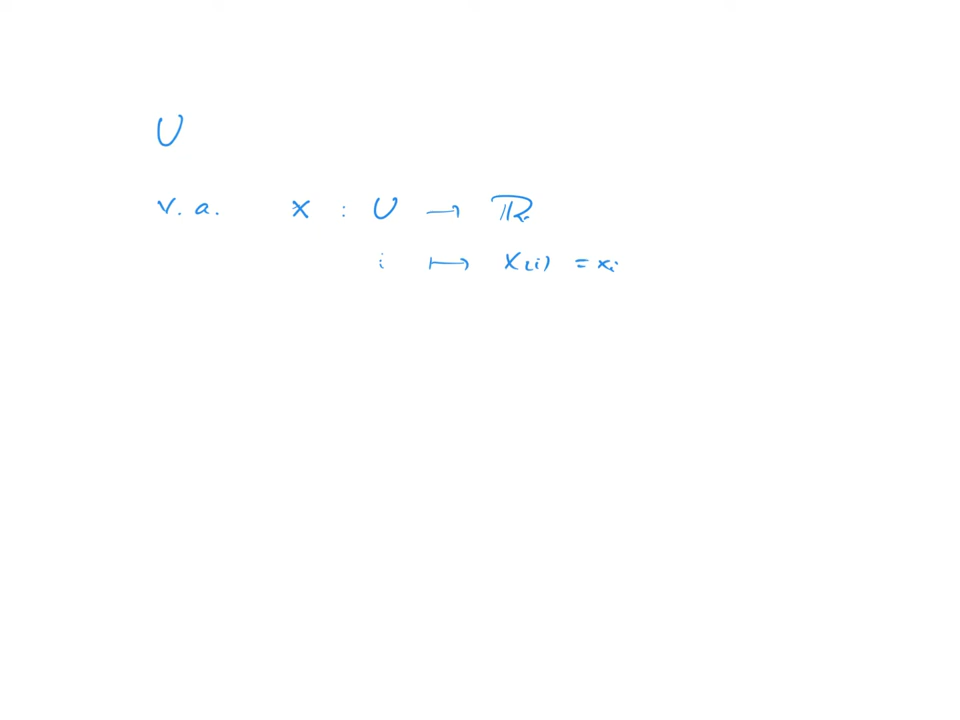 U
v. a. X : U → ℝ
i ↦ X(i) = xᵢ